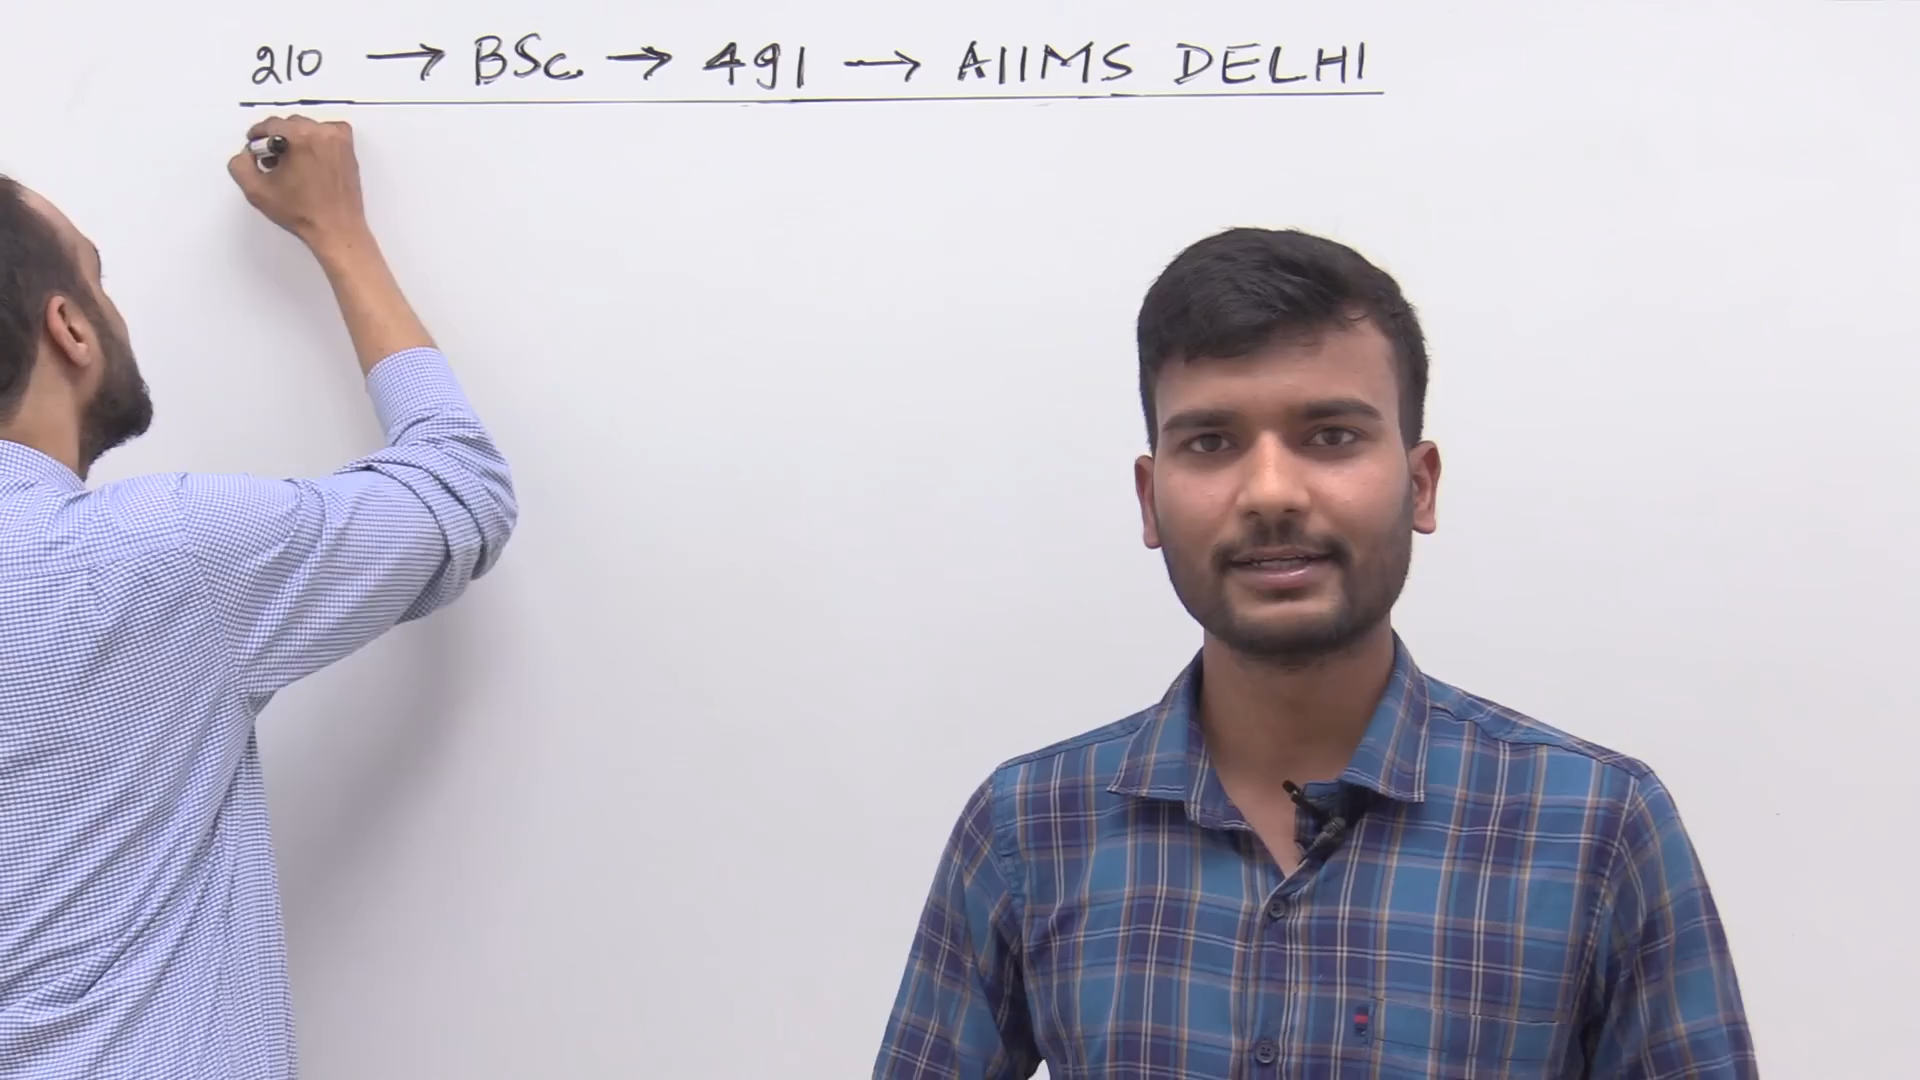 210 → BSc. → 491 → AIIMS DELHI